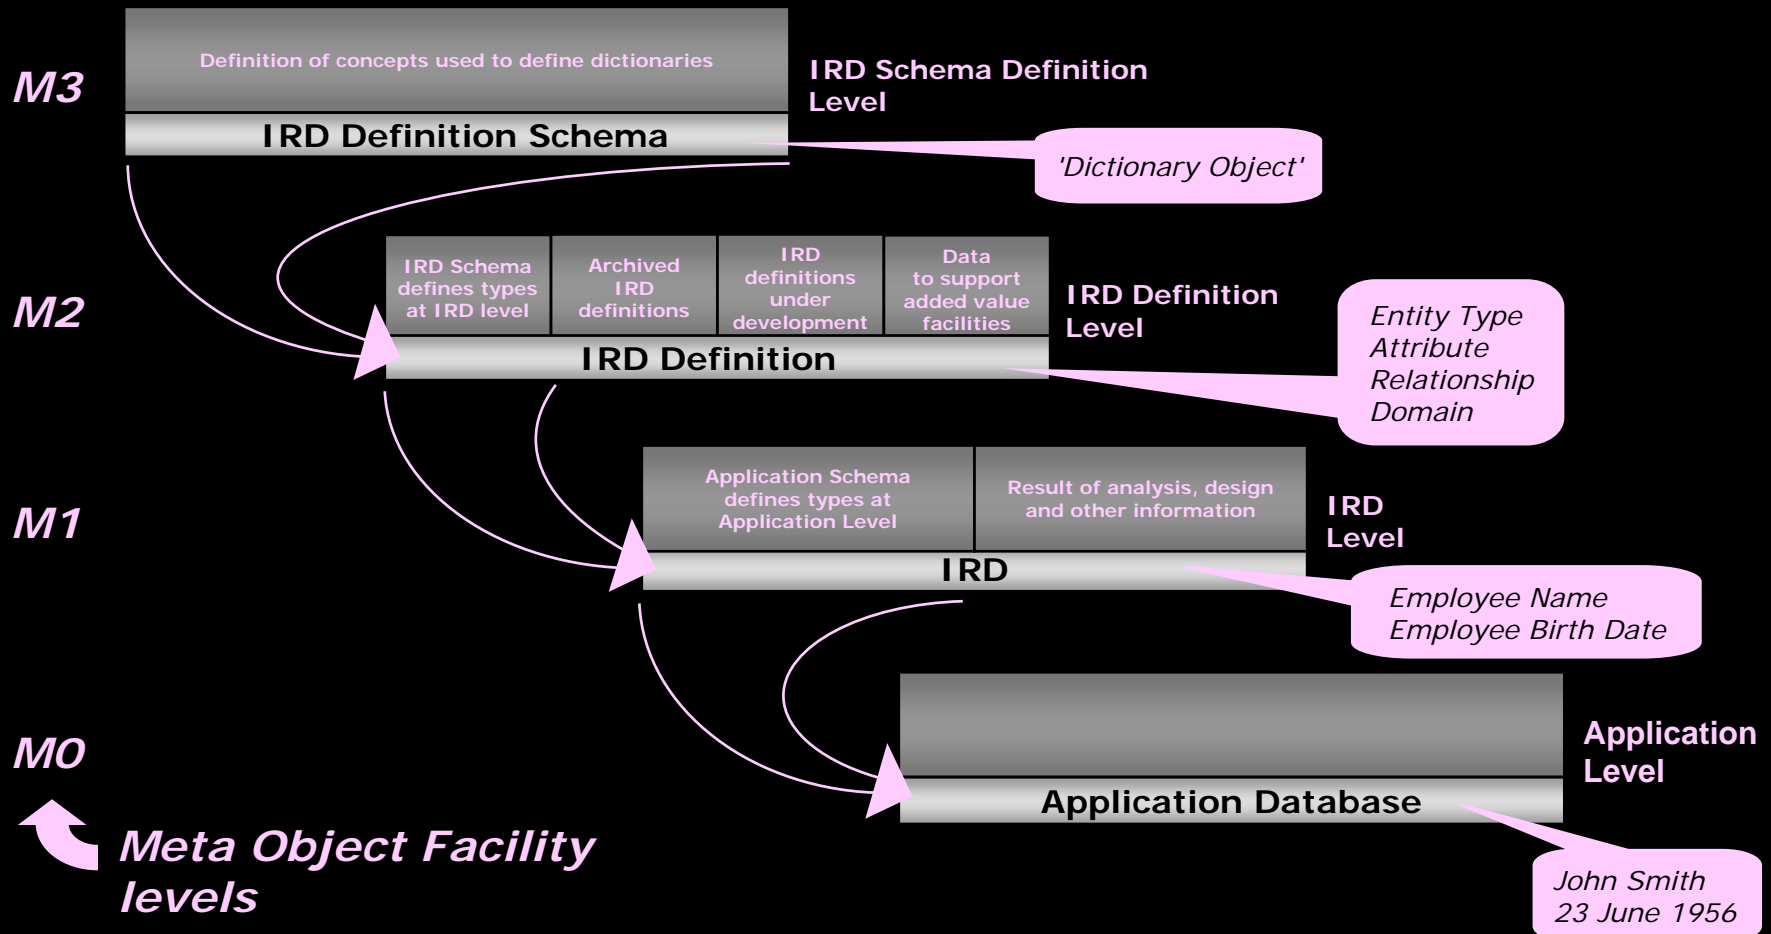 M3
Definition of concepts used to define dictionaries
IRD Definition Schema
IRD Schema Definition
Level
'Dictionary Object'
M2
IRD Schema
defines types
at IRD level
Archived
IRD
definitions
IRD
definitions
under
development
Data
to support
added value
facilities
IRD Definition
IRD Definition
Level
Entity Type
Attribute
Relationship
Domain
M1
Application Schema
defines types at
Application Level
Result of analysis, design
and other information
IRD
IRD
Level
Employee Name
Employee Birth Date
M0
Application Database
Application
Level
John Smith
23 June 1956
Meta Object Facility
levels